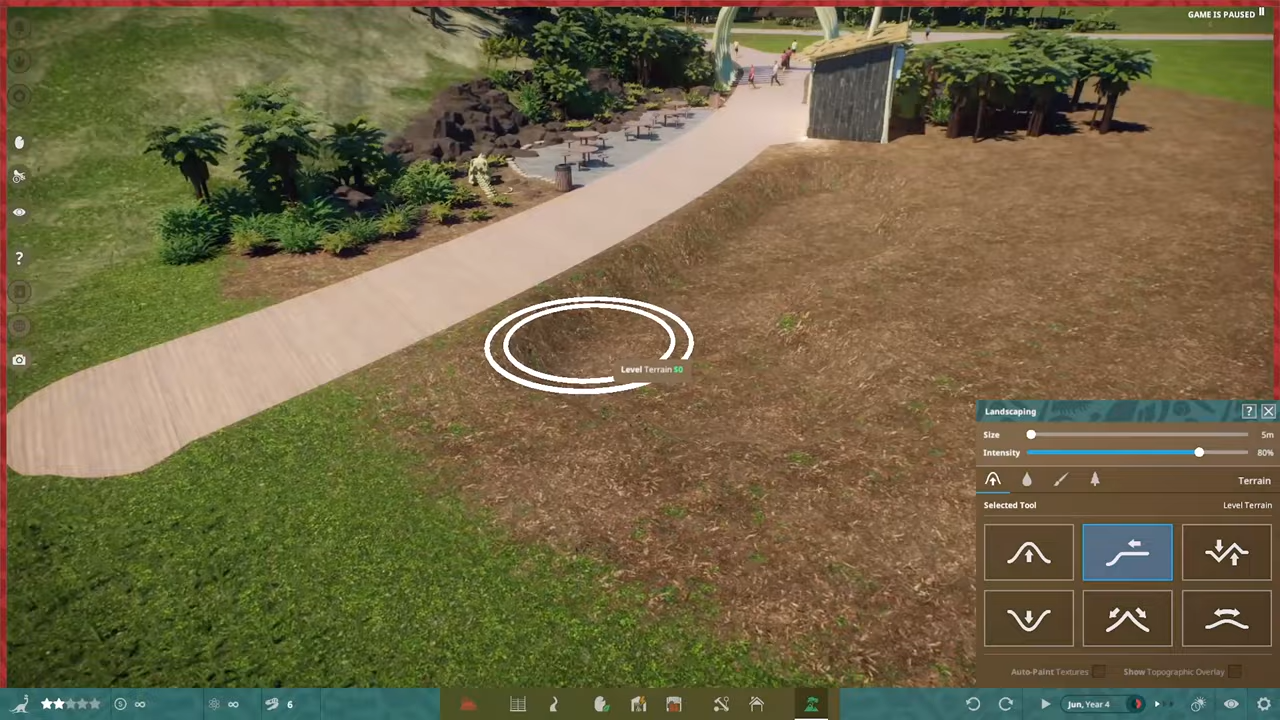 GAME IS PAUSED
?
Level Terrain $0
Landscaping
?
Size 5m
Intensity 80%
Terrain
Selected Tool Level Terrain
Auto-Paint Textures Show Topographic Overlay
$ ∞ ∞ 6 Jun, Year 4